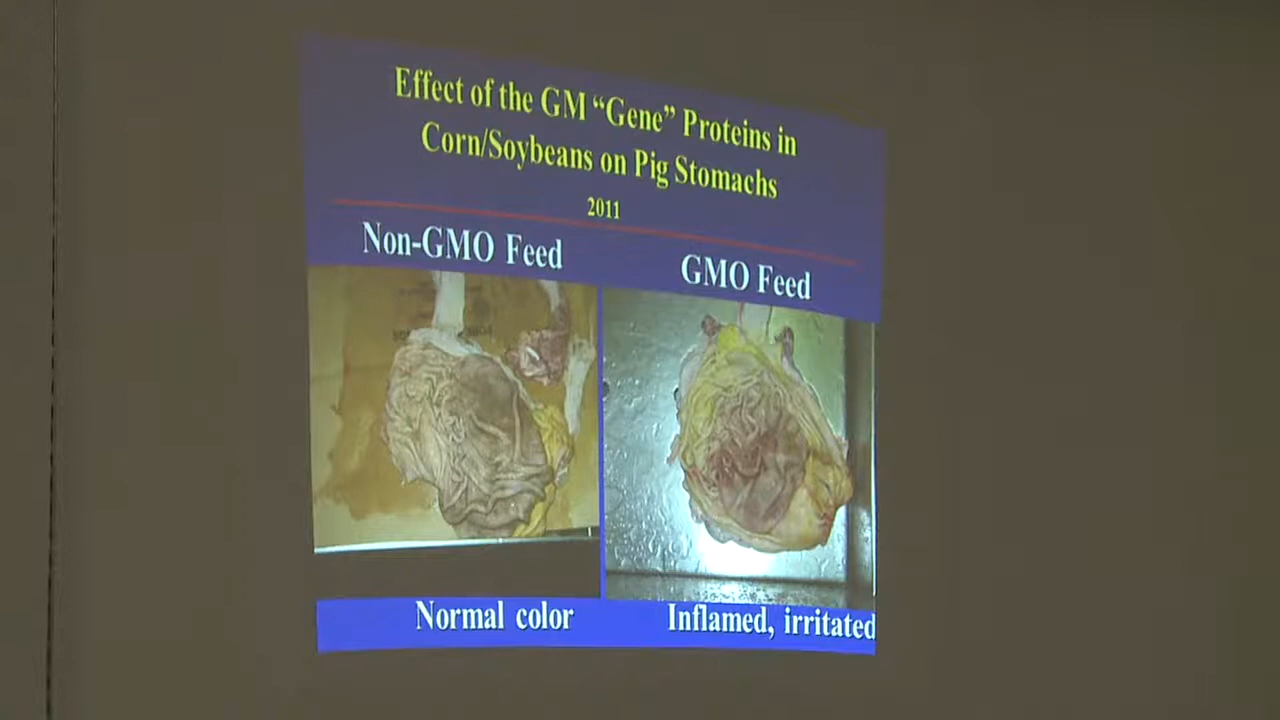 Effect of the GM “Gene” Proteins in
Corn/Soybeans on Pig Stomachs
2011
Non-GMO Feed
GMO Feed
Normal color
Inflamed, irritated